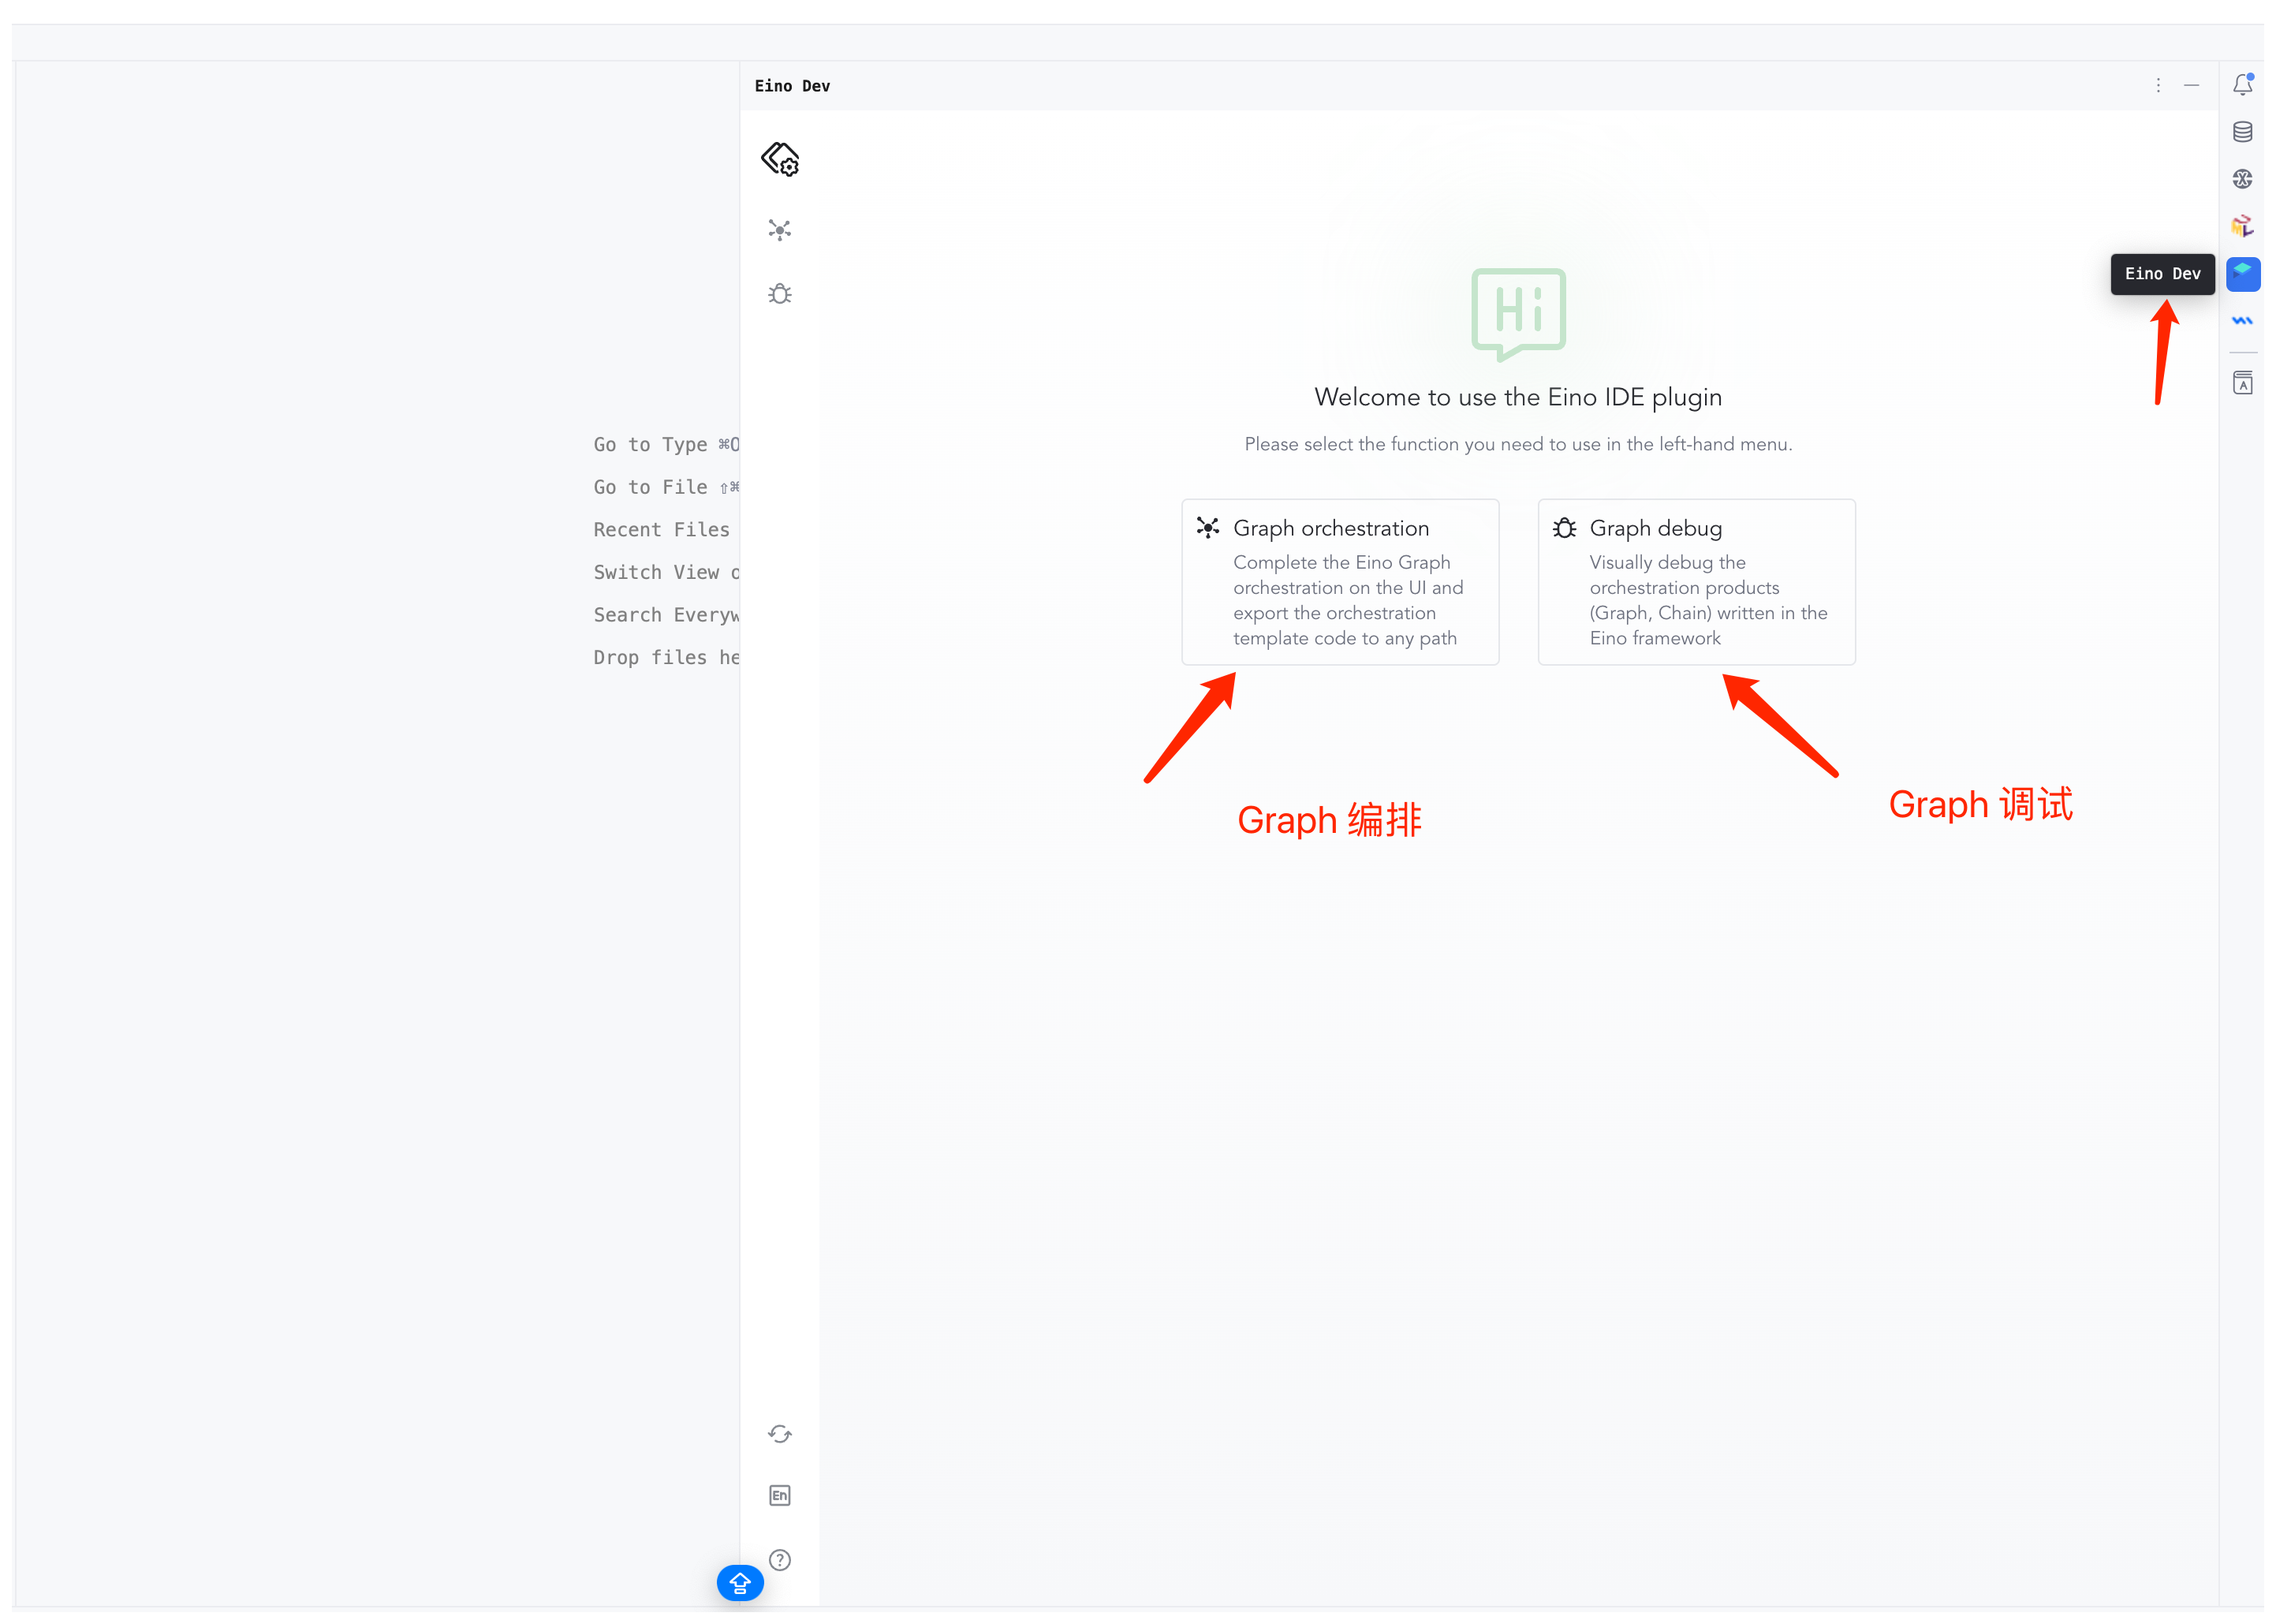 Eino Dev
Eino Dev
Hi
Welcome to use the Eino IDE plugin
Please select the function you need to use in the left-hand menu.
Go to Type ⌘O
Go to File ⇧⌘
Recent Files
Switch View
Search Everyw
Drop files he
Graph orchestration
Complete the Eino Graph
orchestration on the UI and
export the orchestration
template code to any path
Graph debug
Visually debug the
orchestration products
(Graph, Chain) written in the
Eino framework
Graph 编排
Graph 调试
En